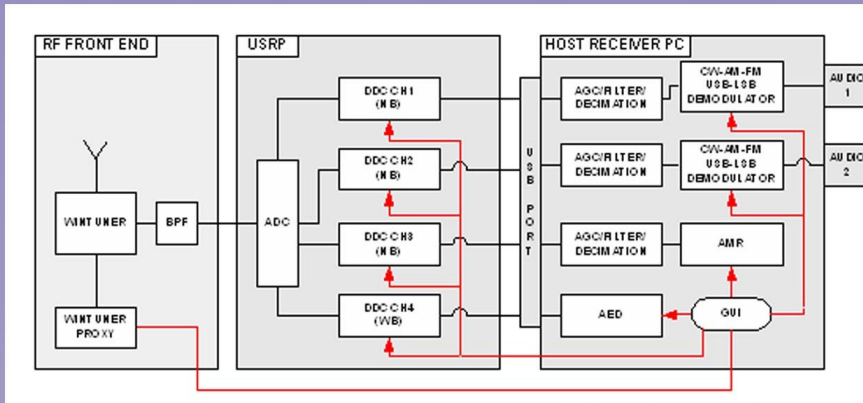 RF FRONT END
USRP
HOST RECEIVER PC
DDC CH1
(NB)
AGC/FILTER/
DECIMATION
CW-AM-FM
USB-LSB
DEMODULATOR
AUDIO
1
DDC CH2
(NB)
AGC/FILTER/
DECIMATION
CW-AM-FM
USB-LSB
DEMODULATOR
AUDIO
2
WINTUNER
BPF
ADC
USB PORT
DDC CH3
(NB)
AGC/FILTER/
DECIMATION
AMR
WINTUNER
PROXY
DDC CH4
(WB)
AED
GUI